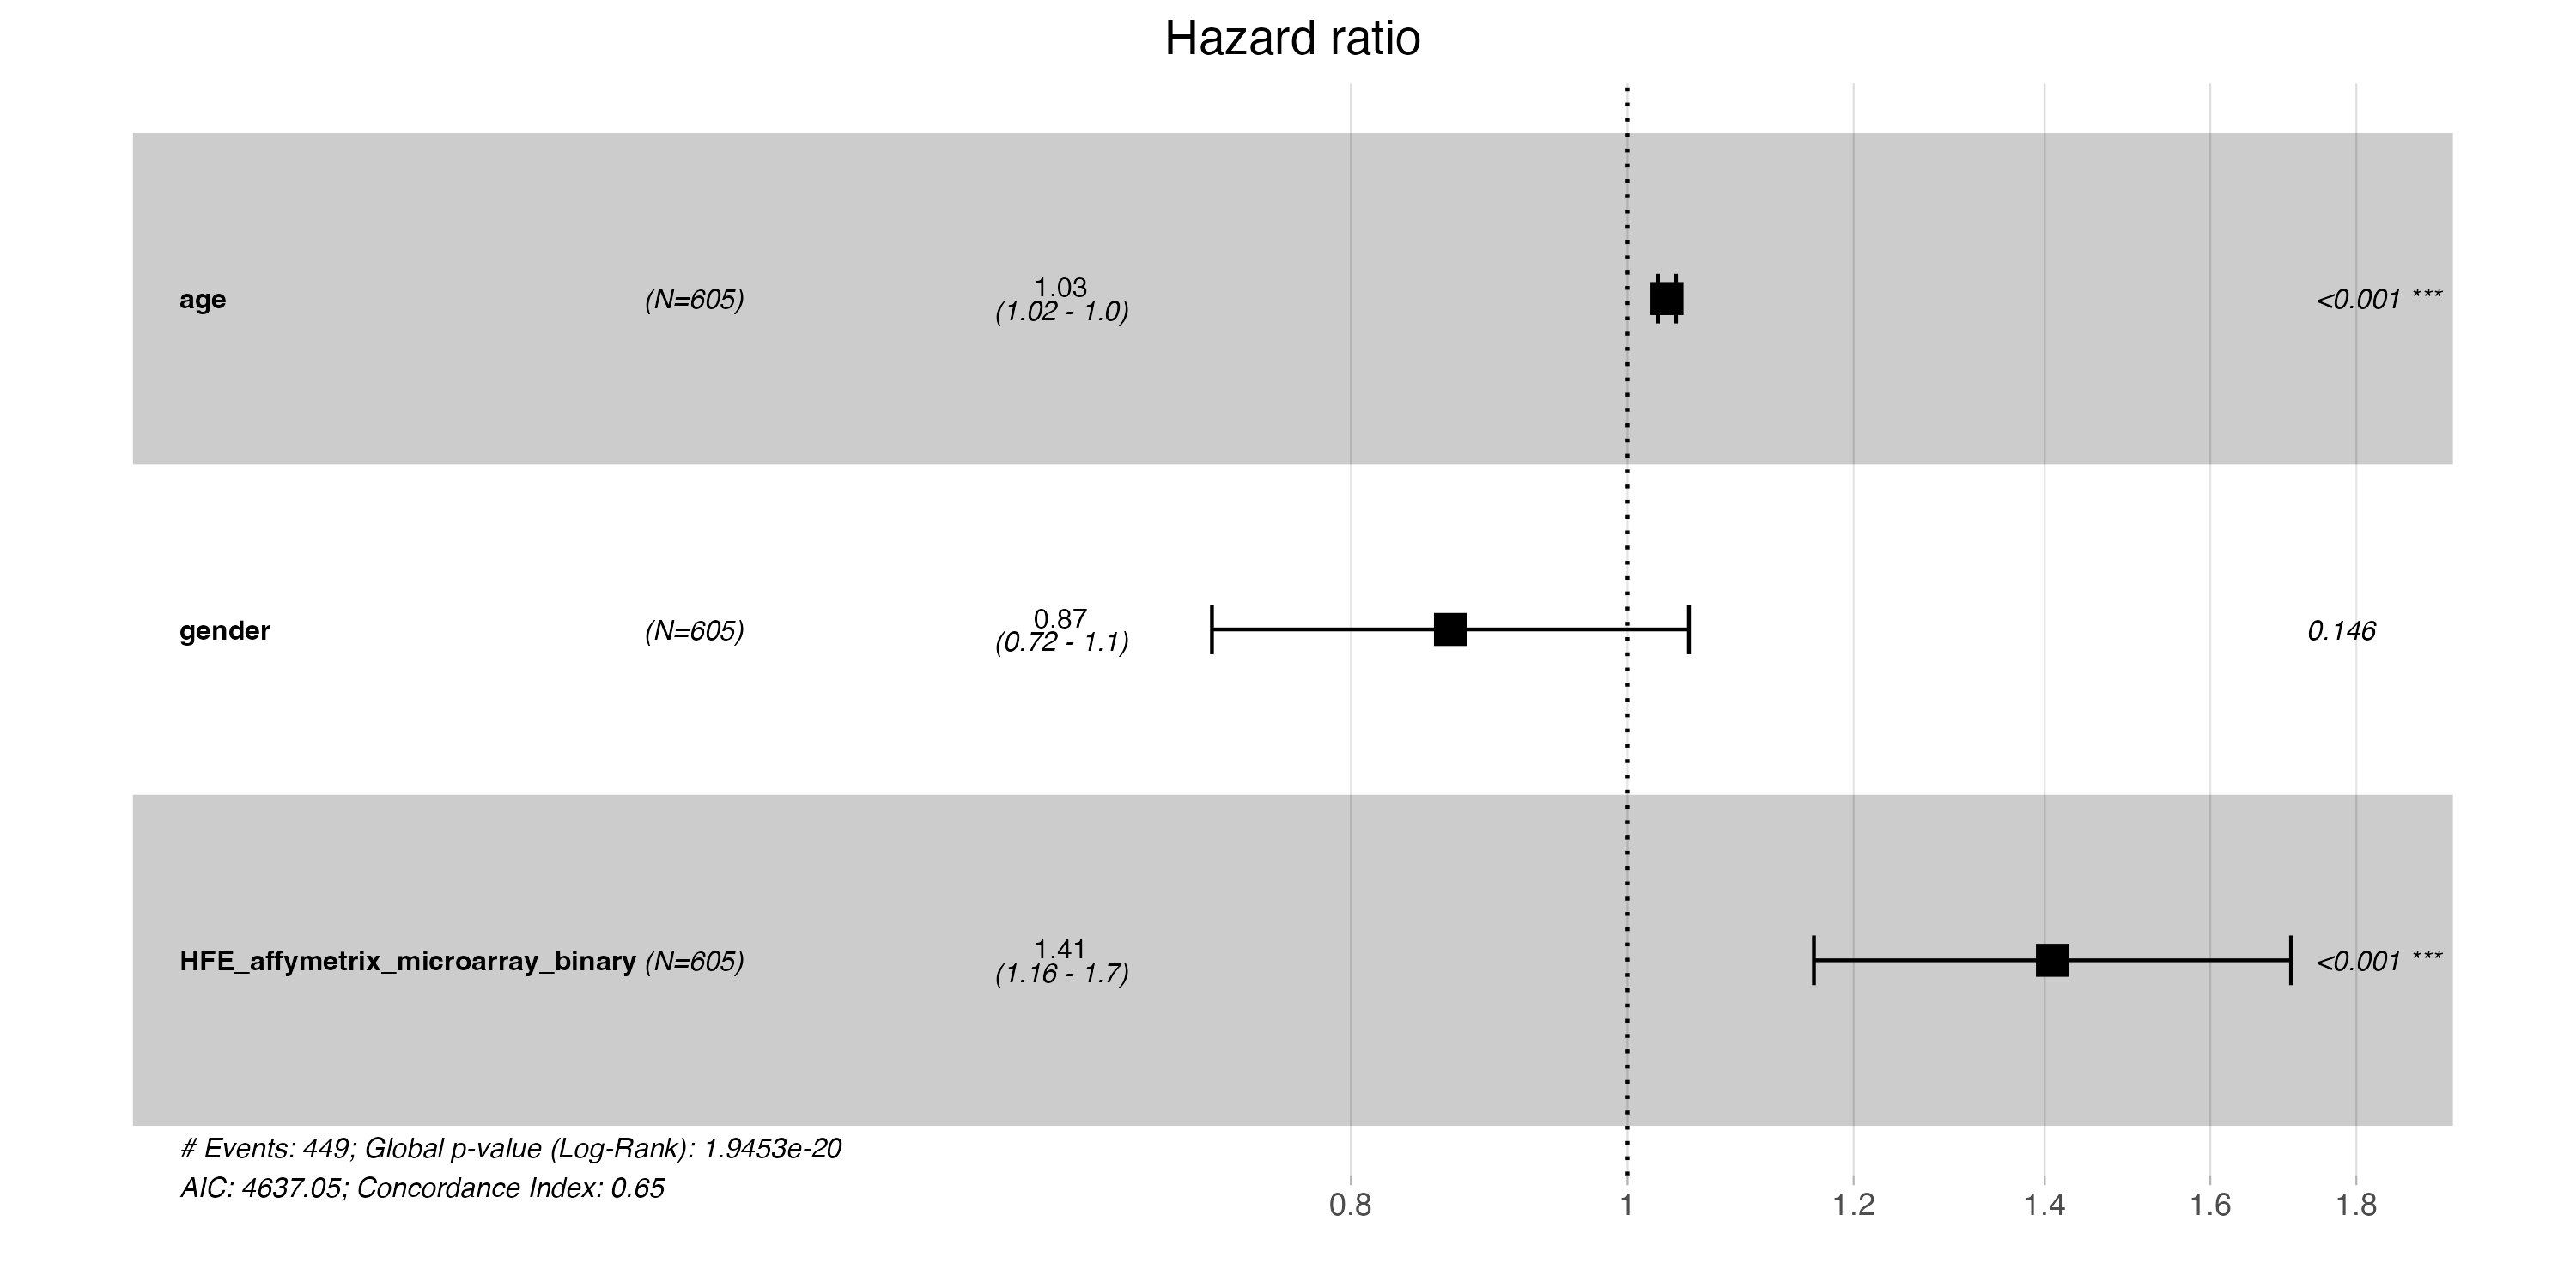 Hazard ratio
age (N=605) 1.03 <0.001 ***
(1.02 - 1.0)
gender (N=605) 0.87 0.146
(0.72 - 1.1)
HFE_affymetrix_microarray_binary (N=605) 1.41 <0.001 ***
(1.16 - 1.7)
# Events: 449; Global p-value (Log-Rank): 1.9453e-20
AIC: 4637.05; Concordance Index: 0.65
0.8 1 1.2 1.4 1.6 1.8